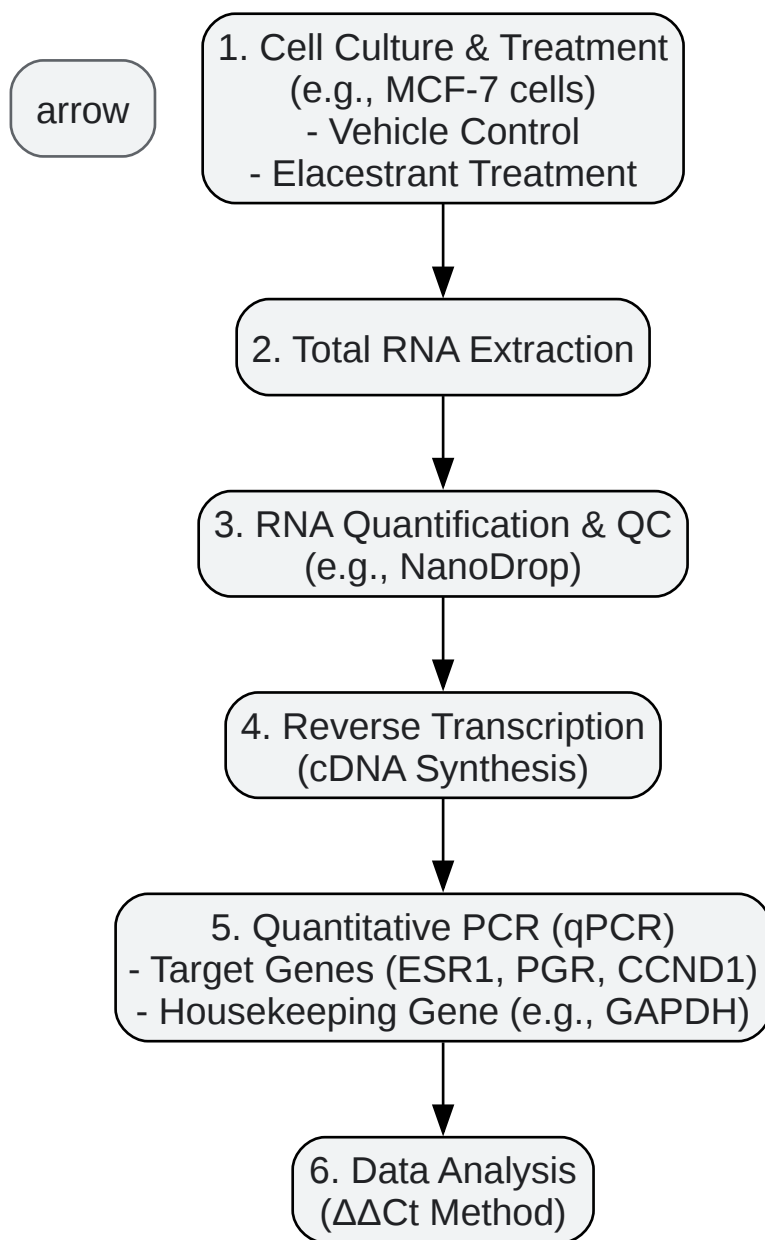 arrow
1. Cell Culture & Treatment
(e.g., MCF-7 cells)
- Vehicle Control
- Elacestrant Treatment
2. Total RNA Extraction
3. RNA Quantification & QC
(e.g., NanoDrop)
4. Reverse Transcription
(cDNA Synthesis)
5. Quantitative PCR (qPCR)
- Target Genes (ESR1, PGR, CCND1)
- Housekeeping Gene (e.g., GAPDH)
6. Data Analysis
(ΔΔCt Method)